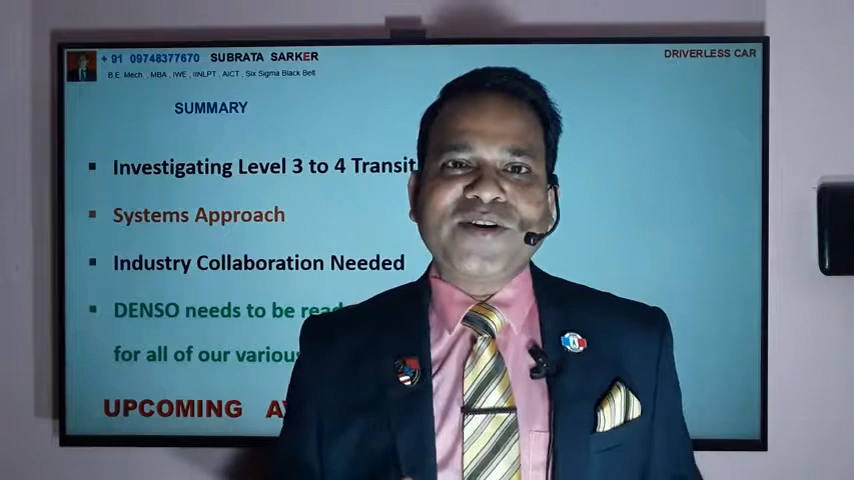 + 91 09748377670 SUBRATA SARKER
B.E Mech , MBA , IWE , IINLPT , AICT , Six Sigma Black Belt
DRIVERLESS CAR
SUMMARY
▪ Investigating Level 3 to 4 Transit
▪ Systems Approach
▪ Industry Collaboration Needed
▪ DENSO needs to be read
for all of our various
UPCOMING